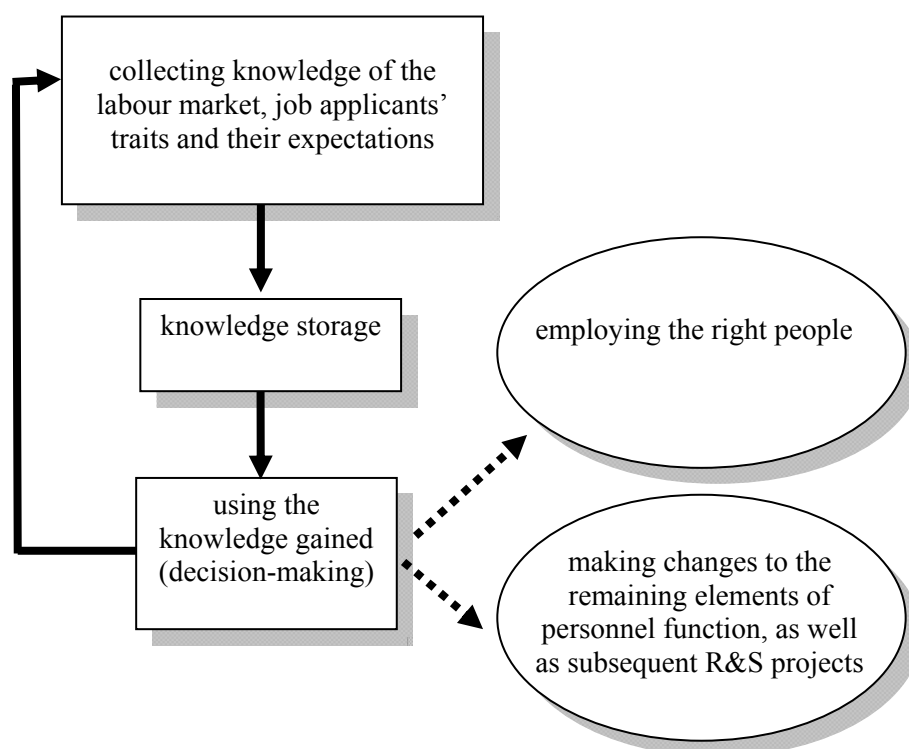 collecting knowledge of the
labour market, job applicants’
traits and their expectations
knowledge storage
employing the right people
using the
knowledge gained
(decision-making)
making changes to the
remaining elements of
personnel function, as well
as subsequent R&S projects